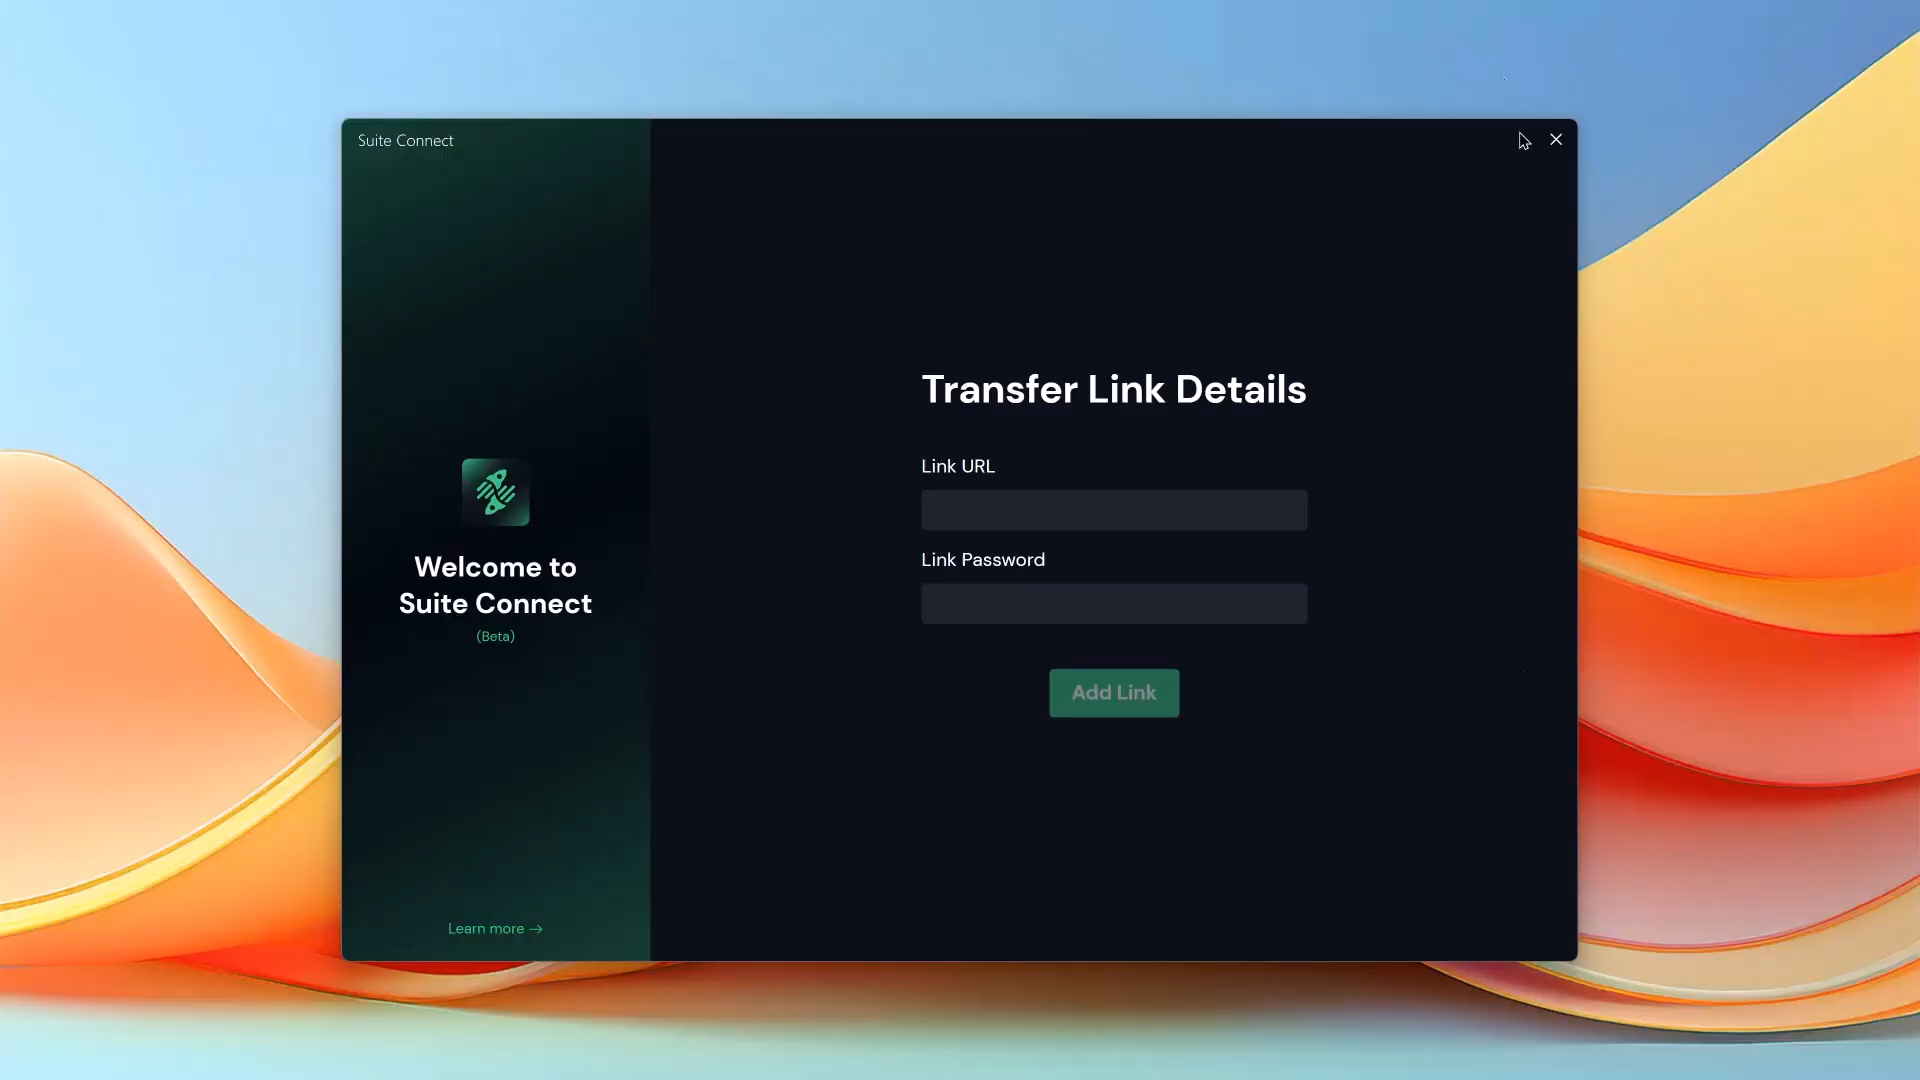 Suite Connect
Transfer Link Details
Link URL
Link Password
Add Link
Welcome to
Suite Connect
(Beta)
Learn more →